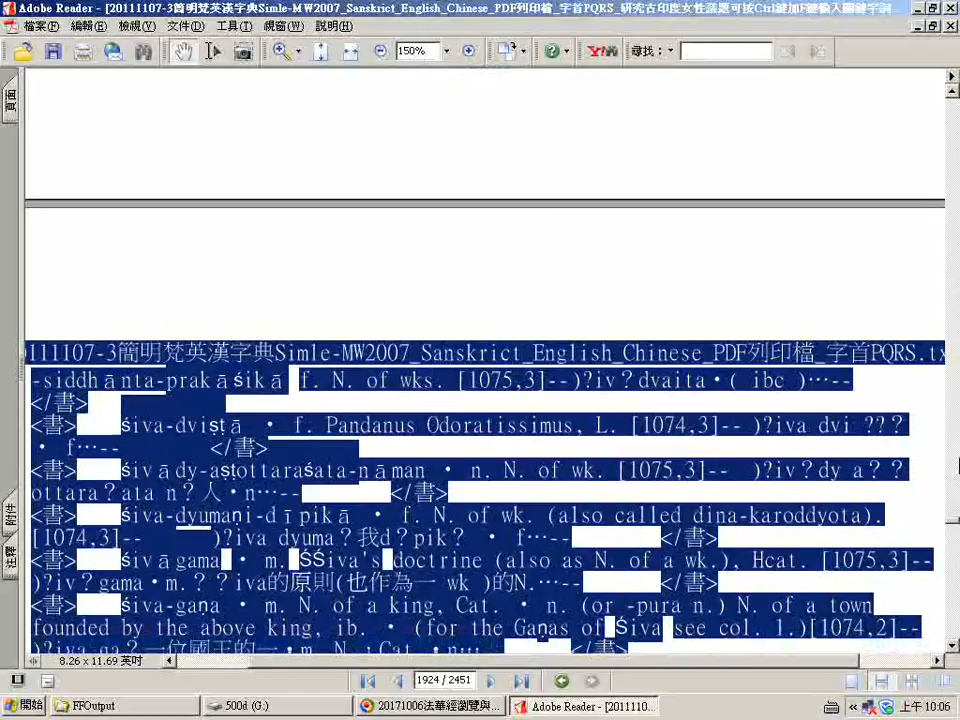 Adobe Reader - [20111107-3簡明梵英漢字典Simle-MW2007_Sanskrict_English_Chinese_PDF列印檔_字首PQRS_研究古印度女性議題可按Ctrl鍵加F鍵輸入關鍵字詞
檔案(F) 編輯(E) 檢視(V) 文件(D) 工具(T) 視窗(W) 說明(H)
150% Y! 尋找：
頁面
111107-3簡明梵英漢字典Simle-MW2007_Sanskrict_English_Chinese_PDF列印檔_字首PQRS.tx
-siddhānta-prakāśikā f. N. of wks. [1075,3]--)?iv？dvaita‧( ibc )…--
</書>
<書> śiva-dviṣṭā ‧ f. Pandanus Odoratissimus, L. [1074,3]-- )?iva dvi ???
‧ f…-- </書>
<書> śivādy-aṣṭottaraśata-nāman ‧ n. N. of wk. [1075,3]-- )?iv？dy a？？
ottara？ata n？人‧n…-- </書>
<書> śiva-dyumaṇi-dīpikā ‧ f. N. of wk. (also called dina-karoddyota).
[1074,3]-- )?iva dyuma？我d？pik？ ‧ f…-- </書>
<書> śivāgama ‧ m. ŚŚiva's doctrine (also as N. of a wk.), Hcat. [1075,3]--
)?iv？gama‧m.？？iva的原則(也作為一 wk )的N.…-- </書>
<書> śiva-gaṇa ‧ m. N. of a king, Cat. ‧ n. (or -pura n.) N. of a town
founded by the above king, ib. ‧ (for the Gaṇas of Śiva see col. 1.)[1074,2]--
)?iva-ga？一位國王的一‧m. N.;Cat.‧n…-- </書>
附件
注釋
8.26 x 11.69 英吋
1924 / 2451
開始 FFOutput 500d (G:) 20171006法華經瀏覽與... Adobe Reader - [2011110... 上午 10:06